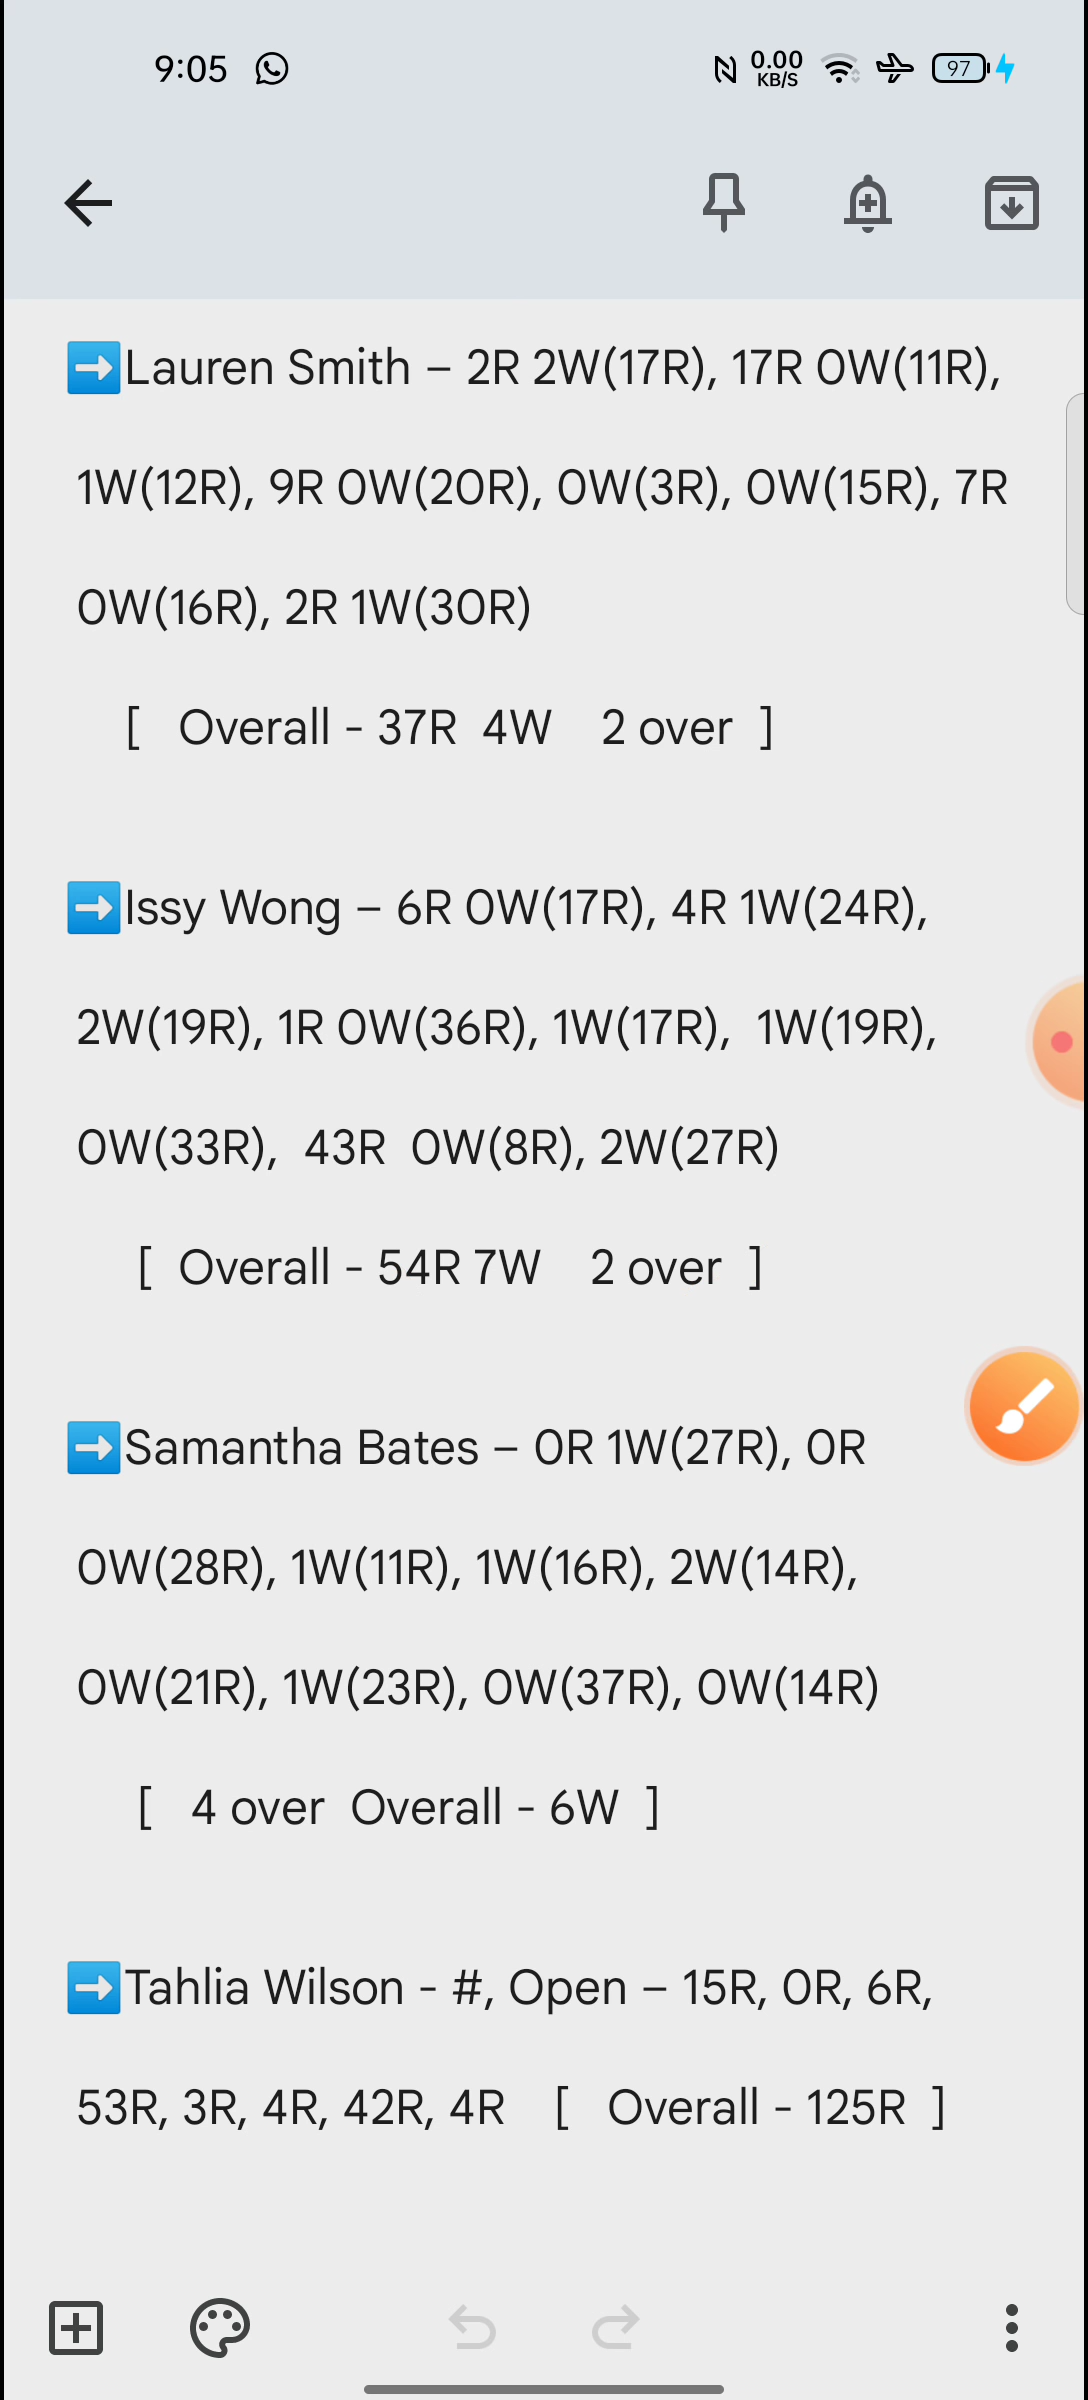 9:05
0.00
KB/S
97
➡️Lauren Smith – 2R 2W(17R), 17R 0W(11R),
1W(12R), 9R 0W(20R), 0W(3R), 0W(15R), 7R
0W(16R), 2R 1W(30R)
[ Overall - 37R 4W 2 over ]
➡️Issy Wong – 6R 0W(17R), 4R 1W(24R),
2W(19R), 1R 0W(36R), 1W(17R), 1W(19R),
0W(33R), 43R 0W(8R), 2W(27R)
[ Overall - 54R 7W 2 over ]
➡️Samantha Bates – 0R 1W(27R), 0R
0W(28R), 1W(11R), 1W(16R), 2W(14R),
0W(21R), 1W(23R), 0W(37R), 0W(14R)
[ 4 over Overall - 6W ]
➡️Tahlia Wilson - #, Open – 15R, 0R, 6R,
53R, 3R, 4R, 42R, 4R [ Overall - 125R ]